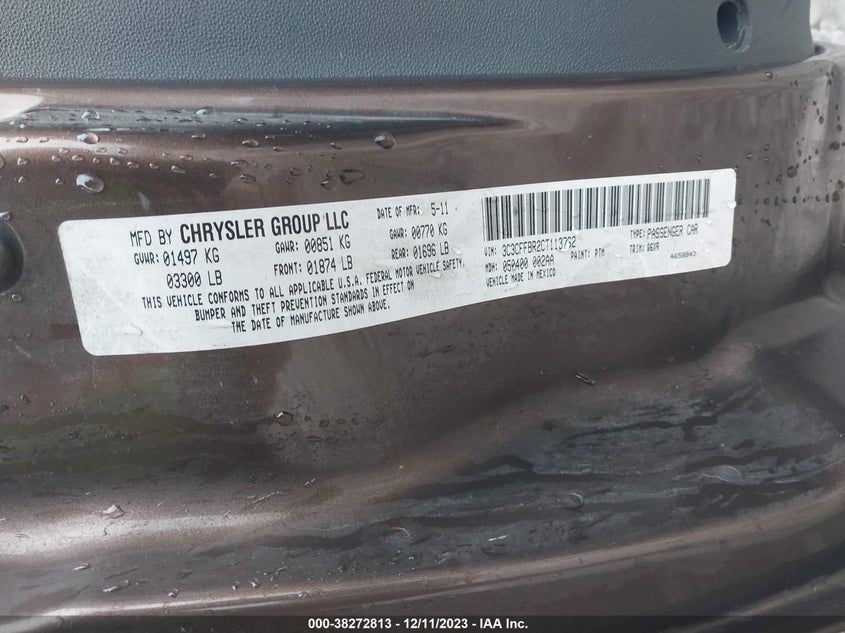 MFD BY CHRYSLER GROUP LLC DATE OF MFR: 5-11
GVWR: 01497 KG GAWR: 00851 KG GAWR: 00770 KG
03300 LB FRONT: 01874 LB REAR: 01696 LB
THIS VEHICLE CONFORMS TO ALL APPLICABLE U.S.A. FEDERAL MOTOR VEHICLE SAFETY,
BUMPER AND THEFT PREVENTION STANDARDS IN EFFECT ON
THE DATE OF MANUFACTURE SHOWN ABOVE.
VIN: 3C3CFFBR2CT113792 TYPE: PASSENGER CAR
MDH: 050400 002AA PAINT: PTM TRIM: 06X9
VEHICLE MADE IN MEXICO
000-38272813 - 12/11/2023 - IAA Inc.